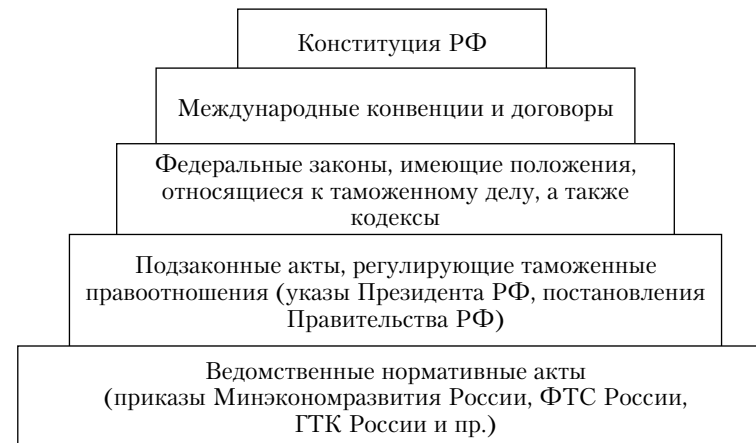 Конституция РФ
Международные конвенции и договоры
Федеральные законы, имеющие положения,
относящиеся к таможенному делу, а также
кодексы
Подзаконные акты, регулирующие таможенные
правоотношения (указы Президента РФ, постановления
Правительства РФ)
Ведомственные нормативные акты
(приказы Минэкономразвития России, ФТС России,
ГТК России и пр.)